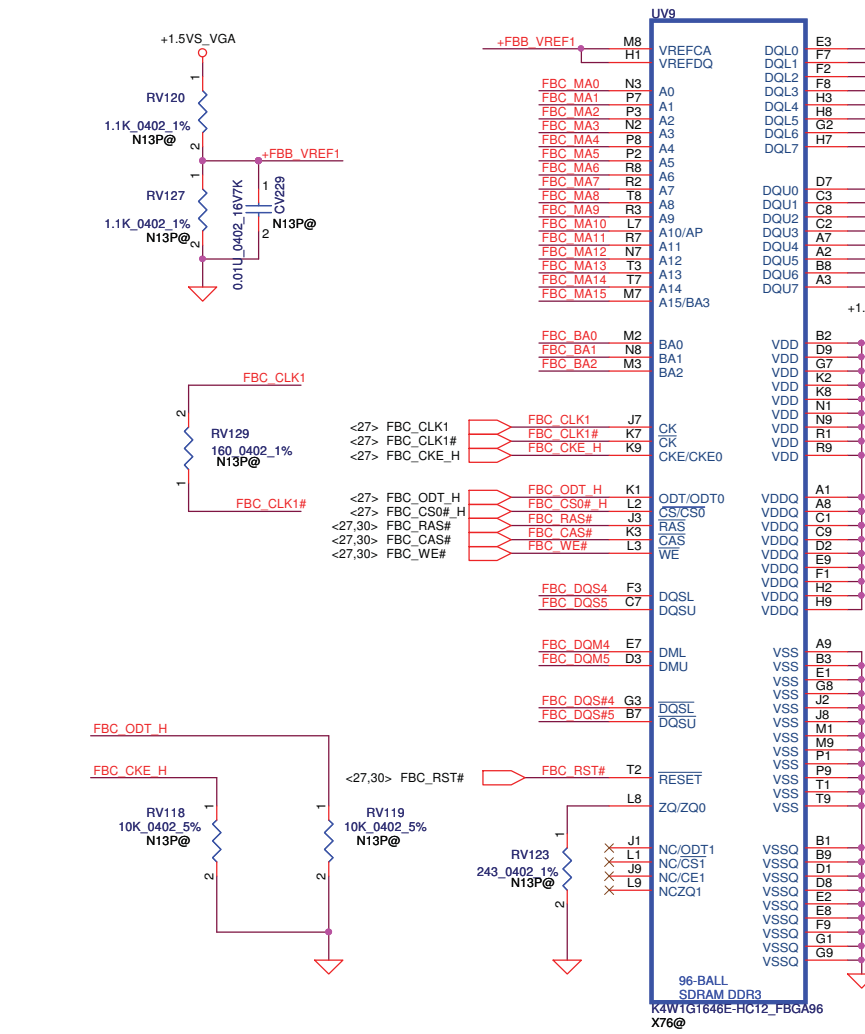 +1.5VS_VGA
1
RV120
1.1K_0402_1%
N13P@
2
+FBB_VREF1
1
RV127
1.1K_0402_1%
N13P@
2
1
CV229
0.01U_0402_16V7K
N13P@
2
FBC_CLK1
2
RV129
160_0402_1%
N13P@
1
FBC_CLK1#
FBC_ODT_H
FBC_CKE_H
1
RV118
10K_0402_5%
N13P@
2
1
RV119
10K_0402_5%
N13P@
2
<27> FBC_CLK1
<27> FBC_CLK1#
<27> FBC_CKE_H
<27> FBC_ODT_H
<27> FBC_CS0#_H
<27,30> FBC_RAS#
<27,30> FBC_CAS#
<27,30> FBC_WE#
<27,30> FBC_RST#
1
RV123
243_0402_1%
N13P@
2
UV9
+FBB_VREF1 M8 VREFCA
H1 VREFDQ
FBC_MA0 N3 A0
FBC_MA1 P7 A1
FBC_MA2 P3 A2
FBC_MA3 N2 A3
FBC_MA4 P8 A4
FBC_MA5 P2 A5
FBC_MA6 R8 A6
FBC_MA7 R2 A7
FBC_MA8 T8 A8
FBC_MA9 R3 A9
FBC_MA10 L7 A10/AP
FBC_MA11 R7 A11
FBC_MA12 N7 A12
FBC_MA13 T3 A13
FBC_MA14 T7 A14
FBC_MA15 M7 A15/BA3
FBC_BA0 M2 BA0
FBC_BA1 N8 BA1
FBC_BA2 M3 BA2
FBC_CLK1 J7 CK
FBC_CLK1# K7 CK
FBC_CKE_H K9 CKE/CKE0
FBC_ODT_H K1 ODT/ODT0
FBC_CS0#_H L2 CS/CS0
FBC_RAS# J3 RAS
FBC_CAS# K3 CAS
FBC_WE# L3 WE
FBC_DQS4 F3 DQSL
FBC_DQS5 C7 DQSU
FBC_DQM4 E7 DML
FBC_DQM5 D3 DMU
FBC_DQS#4 G3 DQSL
FBC_DQS#5 B7 DQSU
FBC_RST# T2 RESET
L8 ZQ/ZQ0
J1 NC/ODT1
L1 NC/CS1
J9 NC/CE1
L9 NCZQ1
DQL0 E3
DQL1 F7
DQL2 F2
DQL3 F8
DQL4 H3
DQL5 H8
DQL6 G2
DQL7 H7
DQU0 D7
DQU1 C3
DQU2 C8
DQU3 C2
DQU4 A7
DQU5 A2
DQU6 B8
DQU7 A3
+1.
VDD B2
VDD D9
VDD G7
VDD K2
VDD K8
VDD N1
VDD N9
VDD R1
VDD R9
VDDQ A1
VDDQ A8
VDDQ C1
VDDQ C9
VDDQ D2
VDDQ E9
VDDQ F1
VDDQ H2
VDDQ H9
VSS A9
VSS B3
VSS E1
VSS G8
VSS J2
VSS J8
VSS M1
VSS M9
VSS P1
VSS P9
VSS T1
VSS T9
VSSQ B1
VSSQ B9
VSSQ D1
VSSQ D8
VSSQ E2
VSSQ E8
VSSQ F9
VSSQ G1
VSSQ G9
96-BALL
SDRAM DDR3
K4W1G1646E-HC12_FBGA96
X76@